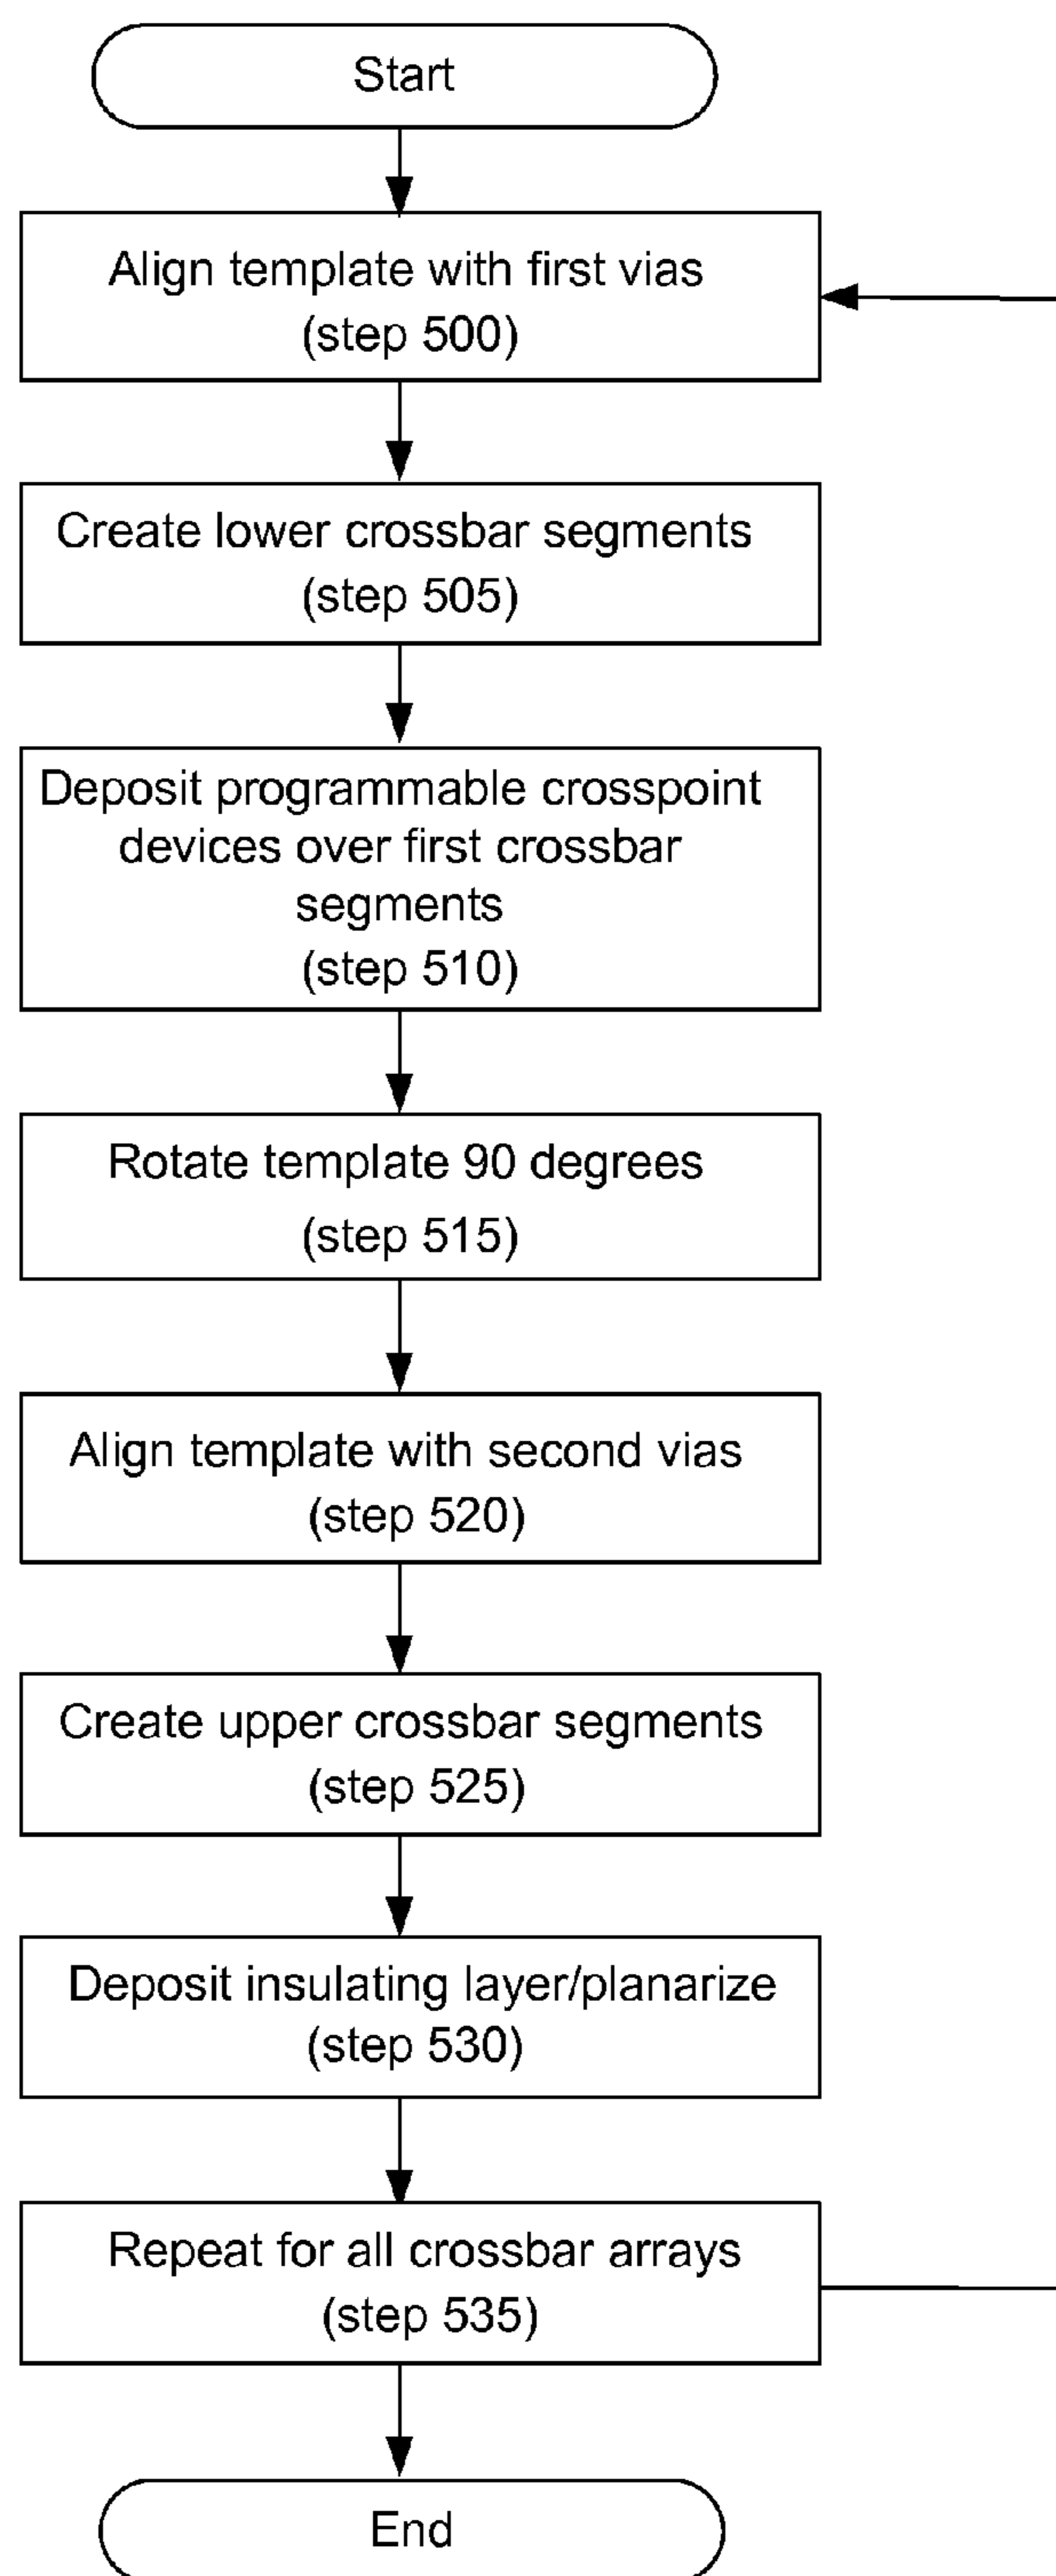 Start
Align template with first vias
(step 500)
Create lower crossbar segments
(step 505)
Deposit programmable crosspoint
devices over first crossbar
segments
(step 510)
Rotate template 90 degrees
(step 515)
Align template with second vias
(step 520)
Create upper crossbar segments
(step 525)
Deposit insulating layer/planarize
(step 530)
Repeat for all crossbar arrays
(step 535)
End